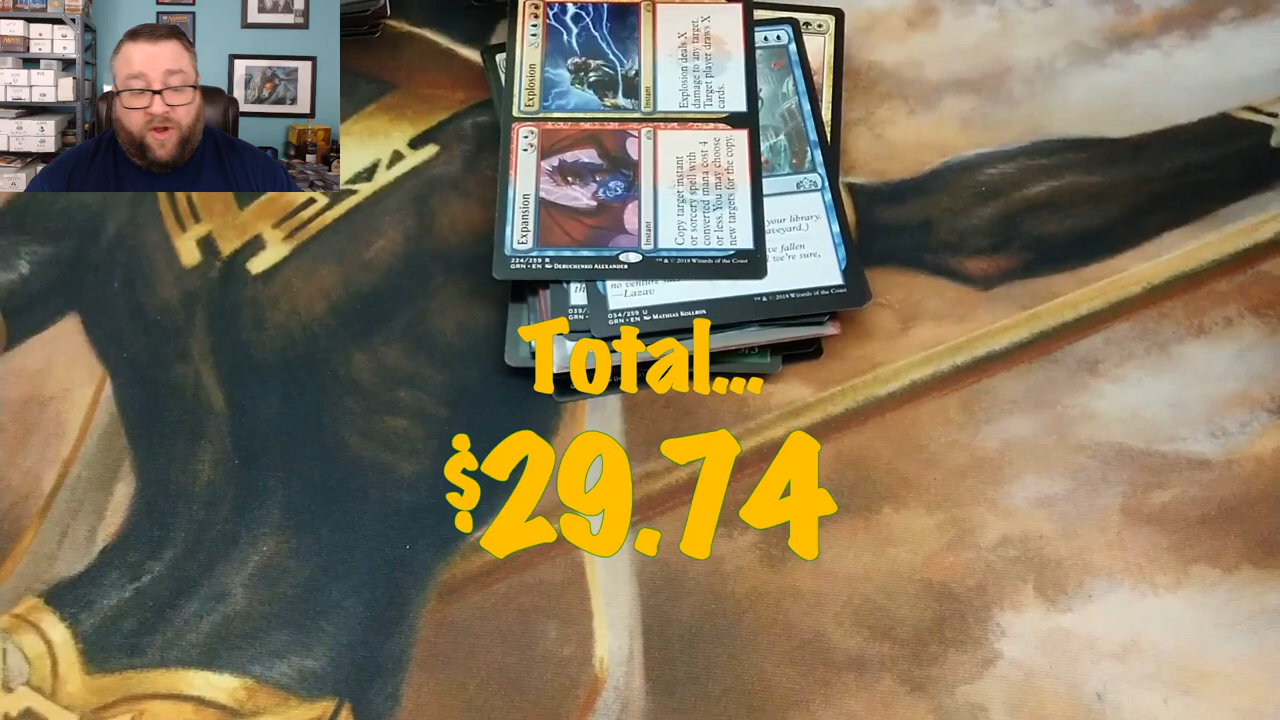 Explosion
Instant
Explosion deals X
damage to any target.
Target player draws X
cards.
Expansion
Instant
Copy target instant
or sorcery spell with
converted mana cost 4
or less. You may choose
new targets for the copy.
224/259 R
GRN • EN DERUCHENKO ALEXANDER
™ & © 2018 Wizards of the Coast
your library.
fallen
we're sure,
no venture
—Lazav
054/259 U
GRN • EN MATHIAS KOLLROS
™ & © 2018 Wizards of the Coast
Total...
$29.74